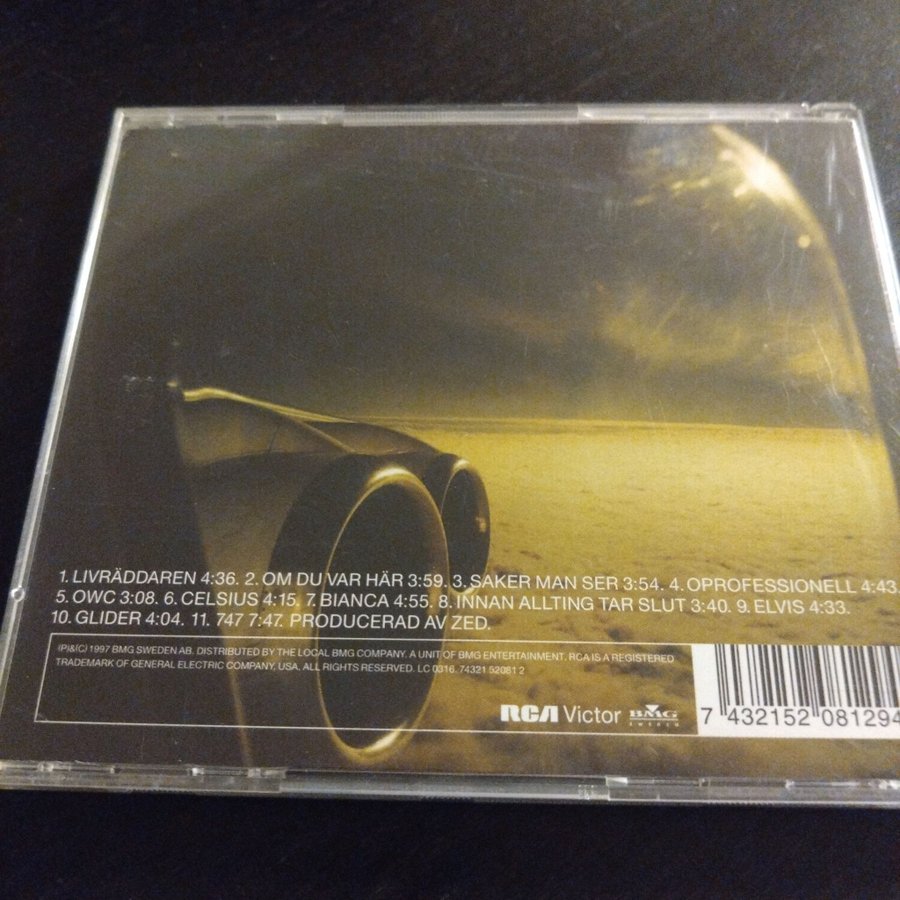 1. LIVRÄDDAREN 4:36. 2. OM DU VAR HÄR 3:59. 3. SAKER MAN SER 3:54. 4. OPROFESSIONELL 4:43.
5. OWC 3:08. 6. CELSIUS 4:15. 7. BIANCA 4:55. 8. INNAN ALLTING TAR SLUT 3:40. 9. ELVIS 4:33.
10. GLIDER 4:04. 11. 747 7:47. PRODUCERAD AV ZED.
(P)&(C) 1997 BMG SWEDEN AB. DISTRIBUTED BY THE LOCAL BMG COMPANY. A UNIT OF BMG ENTERTAINMENT. RCA IS A REGISTERED
TRADEMARK OF GENERAL ELECTRIC COMPANY, USA. ALL RIGHTS RESERVED. LC 0316. 74321 52081 2
RCA Victor BMG
SWEDEN
7 432152 081294